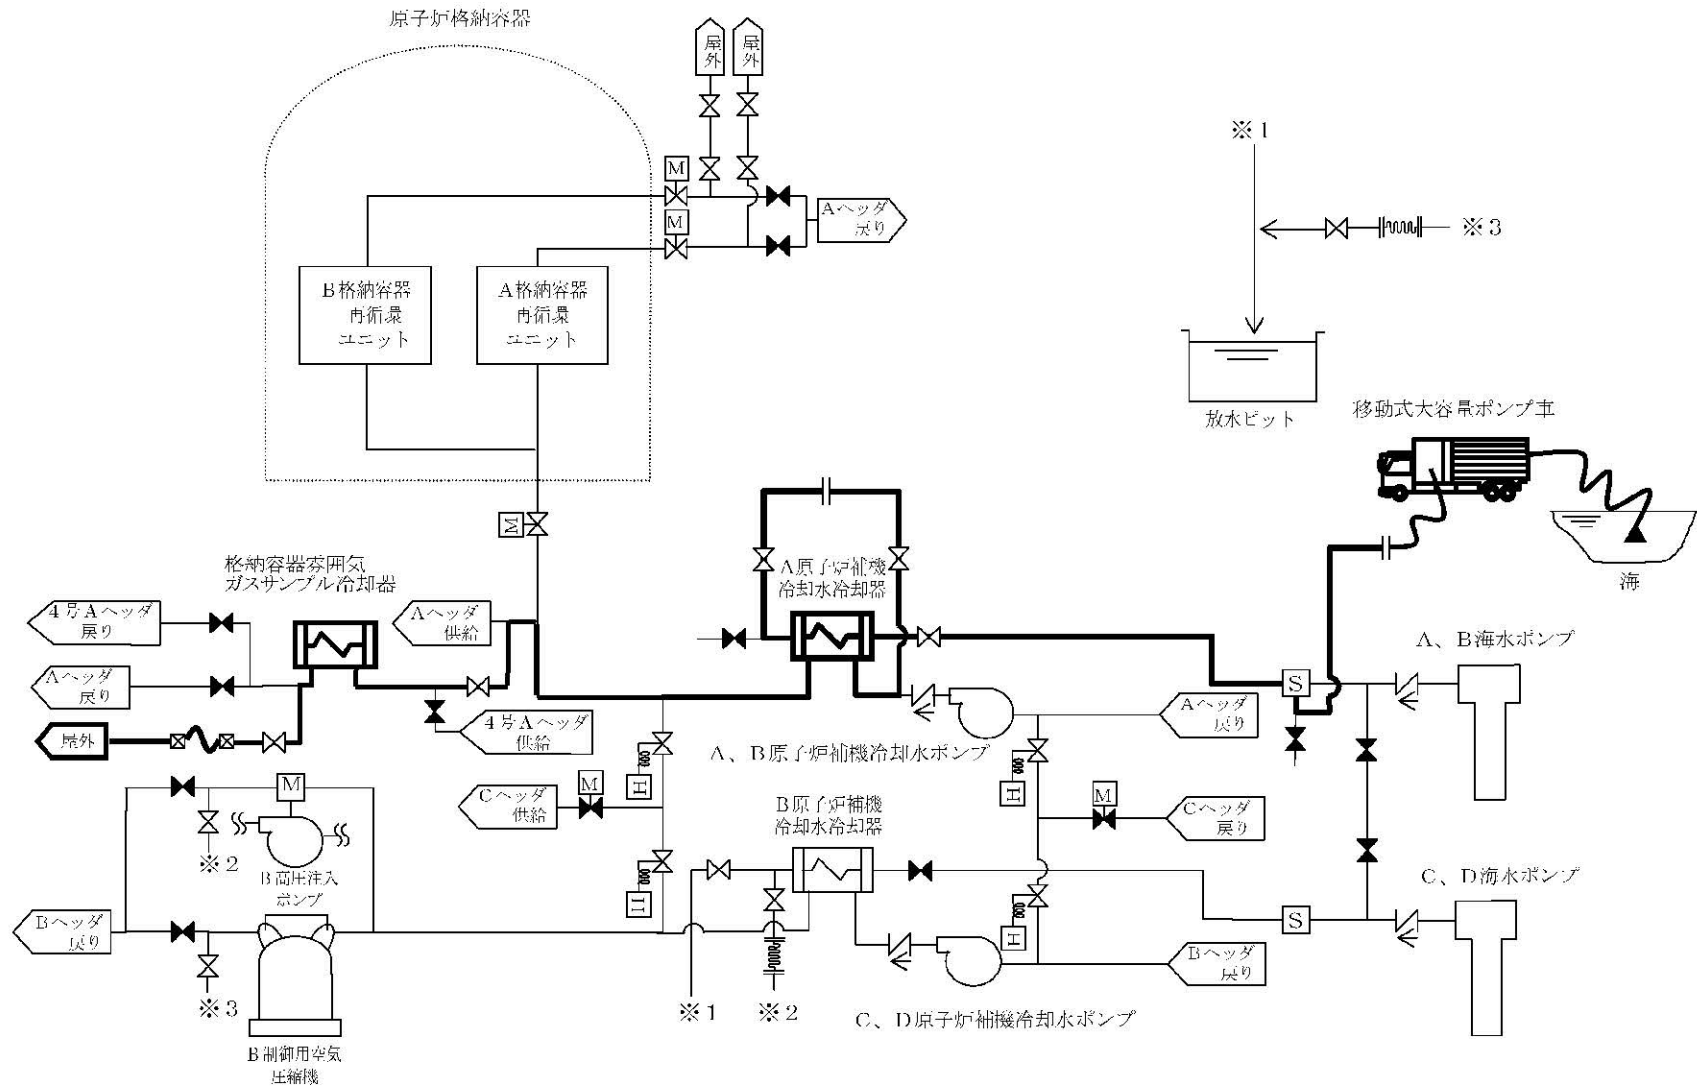 原子炉格納容器
屋外
屋外
※1
M
M
Aヘッダ
戻り
※3
B格納容器
再循環
ユニット
A格納容器
再循環
ユニット
放水ピット
移動式大容量ポンプ車
海
M
格納容器雰囲気
ガスサンプル冷却器
A原子炉補機
冷却水冷却器
4号Aヘッダ
戻り
Aヘッダ
供給
A、B海水ポンプ
Aヘッダ
戻り
S
4号Aヘッダ
供給
Aヘッダ
戻り
屋外
A、B原子炉補機冷却水ポンプ
H
H
M
M
M
Cヘッダ
供給
B原子炉補機
冷却水冷却器
Cヘッダ
戻り
※2
B高圧注入
ポンプ
C、D海水ポンプ
H
H
S
Bヘッダ
戻り
Bヘッダ
戻り
※3
※1
※2
C、D原子炉補機冷却水ポンプ
B制御用空気
圧縮機